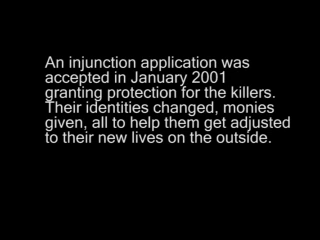 An injunction application was
accepted in January 2001
granting protection for the killers.
Their identities changed, monies
given, all to help them get adjusted
to their new lives on the outside.